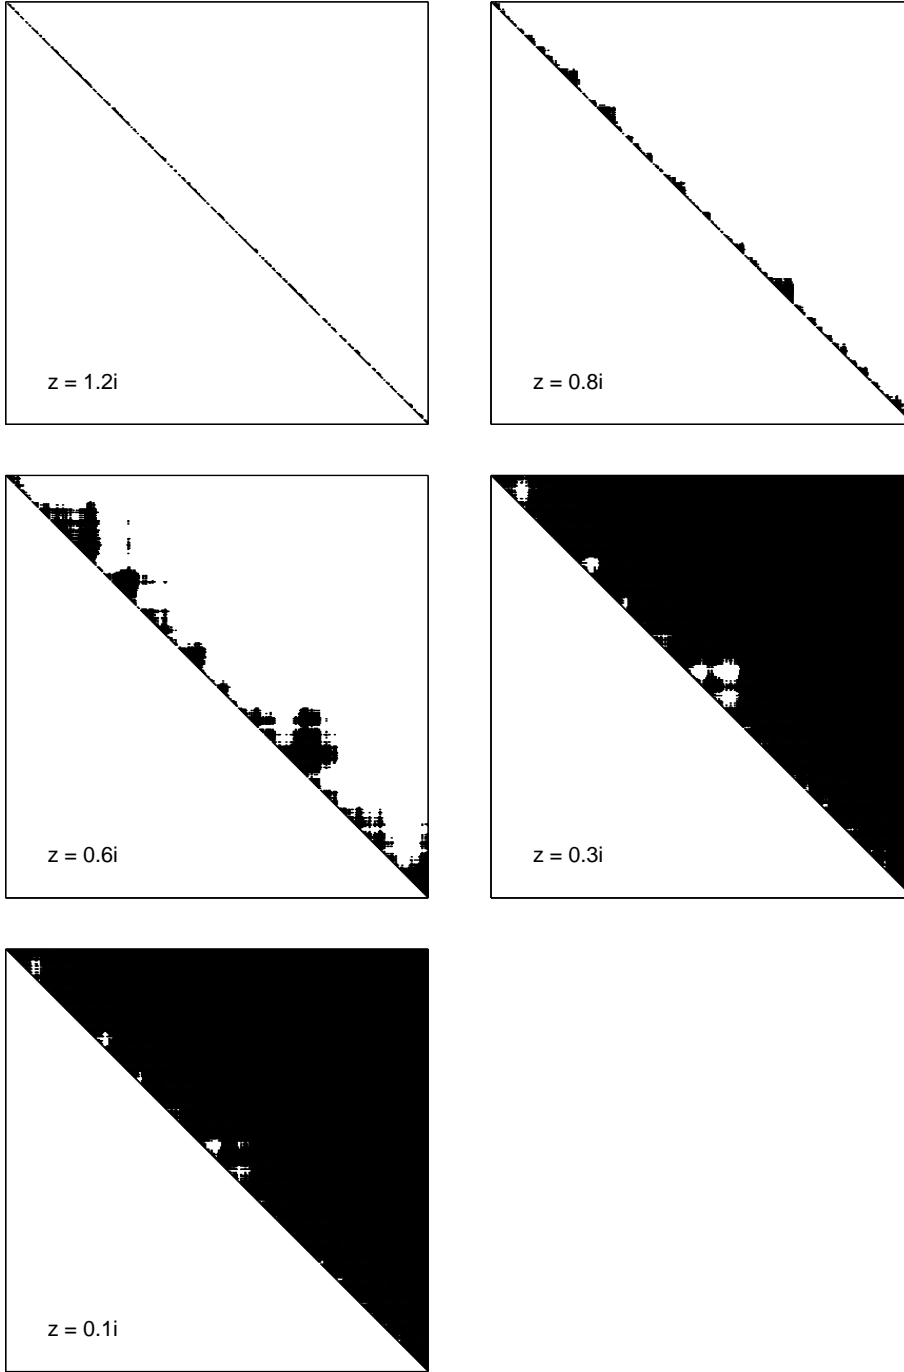 z = 1.2i
z = 0.8i
z = 0.6i
z = 0.3i
z = 0.1i